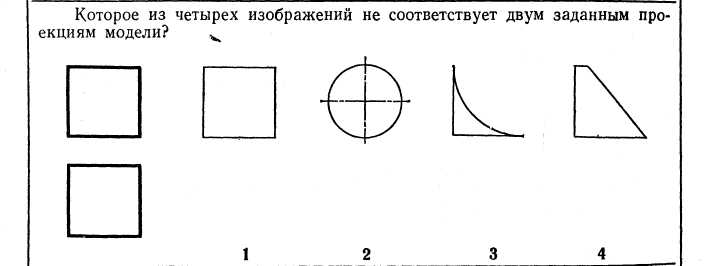 Которое из четырех изображений не соответствует двум заданным про-
екциям модели?
1 2 3 4